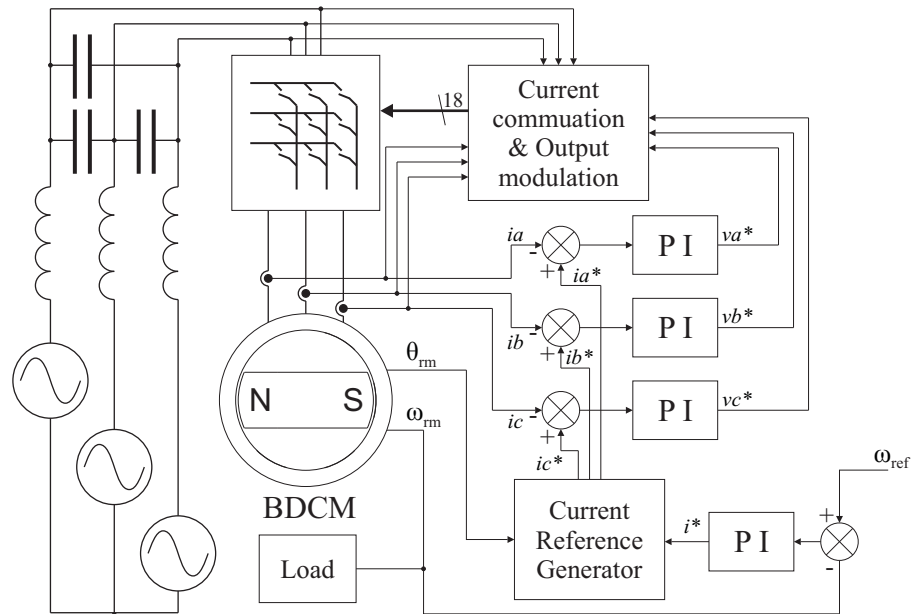 18
Current
commuation
& Output
modulation
ia
-
+
ia*
P I
va*
ib
-
+
ib*
P I
vb*
ic
-
+
ic*
P I
vc*
θrm
N S
ωrm
BDCM
Load
Current
Reference
Generator
i*
P I
+
-
ωref